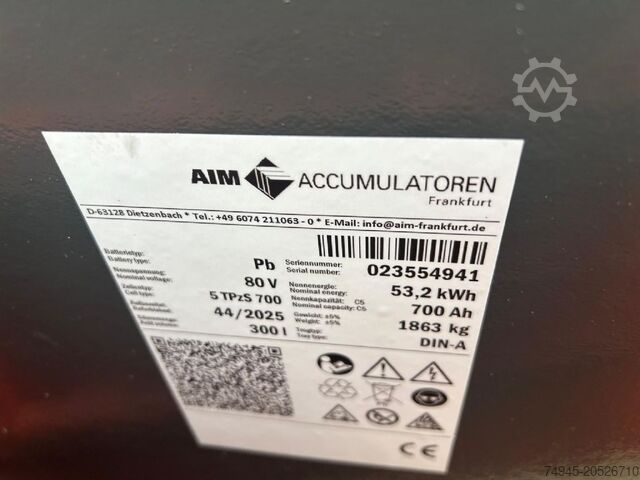 AIM ACCUMULATOREN
Frankfurt
D-63128 Dietzenbach * Tel.: +49 6074 211063 - 0 * E-Mail: info@aim-frankfurt.de
Batterietyp:
Battery type:
Pb
Seriennummer:
Serial number:
023554941
Nennspannung:
Nominal voltage:
80 V
Nennenergie:
Nominal energy:
53,2 kWh
Zellentyp:
Cell type:
5 TPzS 700
Nennkapazität: C5
Nominal capacity: C5
700 Ah
44/2025
Gewicht: ±5%
Weight: ±5%
1863 kg
300 l
Trogtyp:
Tray type:
DIN-A
CE
74945-20526710